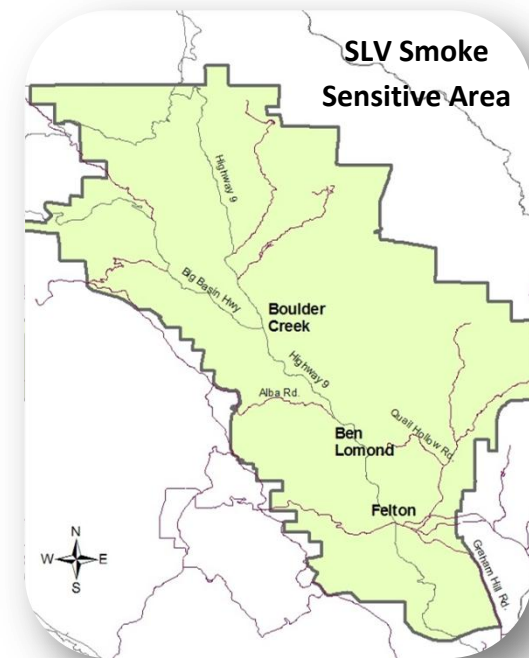 SLV Smoke
Sensitive Area
Highway 9
Big Basin Hwy
Boulder
Creek
Highway 9
Alba Rd.
Quail Hollow Rd.
Ben
Lomond
Felton
Graham Hill Rd.
N
W E
S